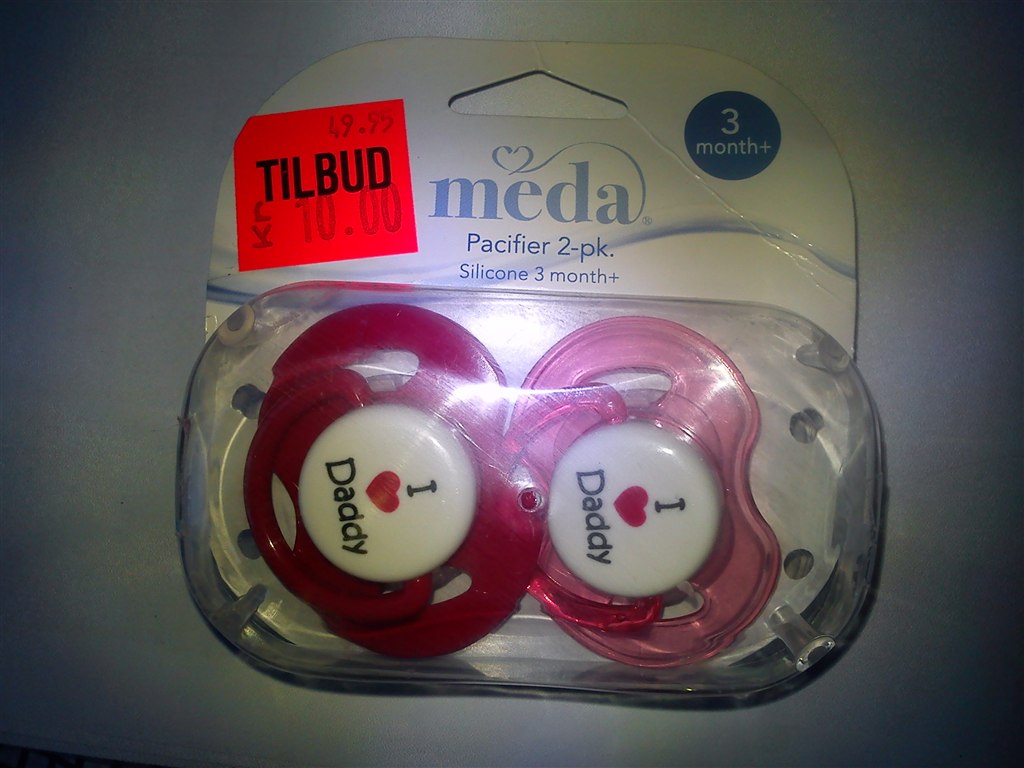 49.95
TiLBUD
Kr 10.00
3
month+
meda®
Pacifier 2-pk.
Silicone 3 month+
I
♥
Daddy
I
♥
Daddy